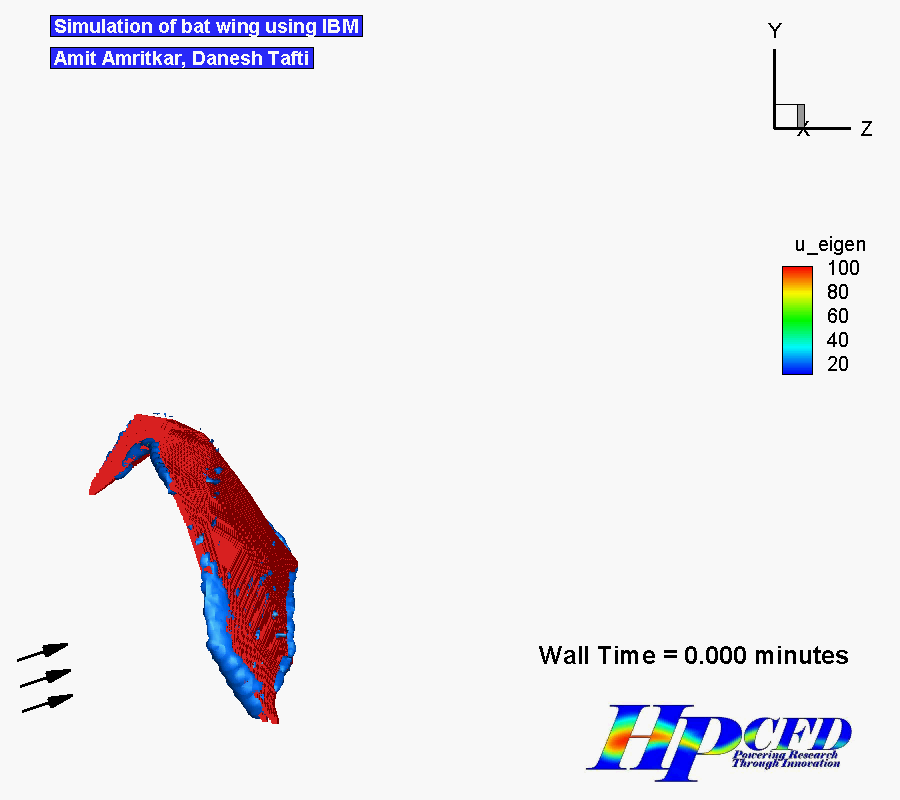 Simulation of bat wing using IBM
Amit Amritkar, Danesh Tafti
Y
X
Z
u_eigen
100
80
60
40
20
Wall Time = 0.000 minutes
HPCFD
Powering Research
Through Innovation